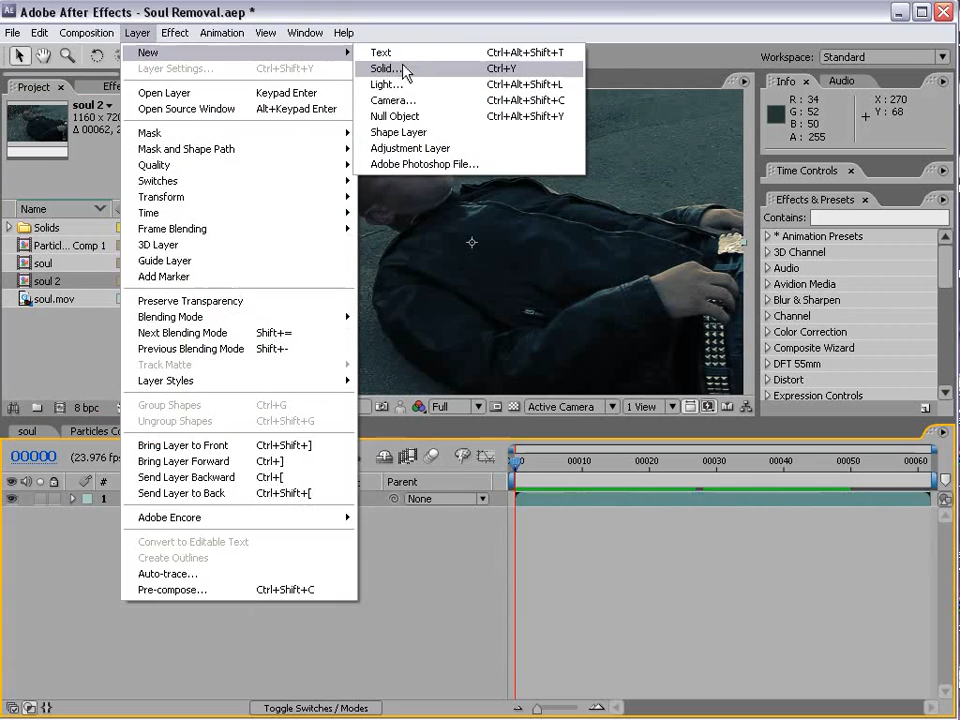 Adobe After Effects - Soul Removal.aep *
File Edit Composition Layer Effect Animation View Window Help
Workspace: Standard
Project
soul 2
1160 x 720
Δ 00062,
Name
Solids
Particl... Comp 1
soul
soul 2
soul.mov
8 bpc
New
Layer Settings... Ctrl+Shift+Y
Open Layer Keypad Enter
Open Source Window Alt+Keypad Enter
Mask
Mask and Shape Path
Quality
Switches
Transform
Time
Frame Blending
3D Layer
Guide Layer
Add Marker
Preserve Transparency
Blending Mode
Next Blending Mode Shift+=
Previous Blending Mode Shift+-
Track Matte
Layer Styles
Group Shapes Ctrl+G
Ungroup Shapes Ctrl+Shift+G
Bring Layer to Front Ctrl+Shift+]
Bring Layer Forward Ctrl+]
Send Layer Backward Ctrl+[
Send Layer to Back Ctrl+Shift+[
Adobe Encore
Convert to Editable Text
Create Outlines
Auto-trace...
Pre-compose... Ctrl+Shift+C
Text Ctrl+Alt+Shift+T
Solid... Ctrl+Y
Light... Ctrl+Alt+Shift+L
Camera... Ctrl+Alt+Shift+C
Null Object Ctrl+Alt+Shift+Y
Shape Layer
Adjustment Layer
Adobe Photoshop File...
Full Active Camera 1 View
Info Audio
R : 34
G : 52
B : 42
A : 255
X : 270
Y : 68
Time Controls
Effects & Presets
Contains:
* Animation Presets
3D Channel
Audio
Avidion Media
Blur & Sharpen
Channel
Color Correction
Composite Wizard
DFT 55mm
Distort
Expression Controls
soul
00000 (23.976 fps
#
Parent
1
None
00010 00020 00030 00040 00050 00060
Toggle Switches / Modes